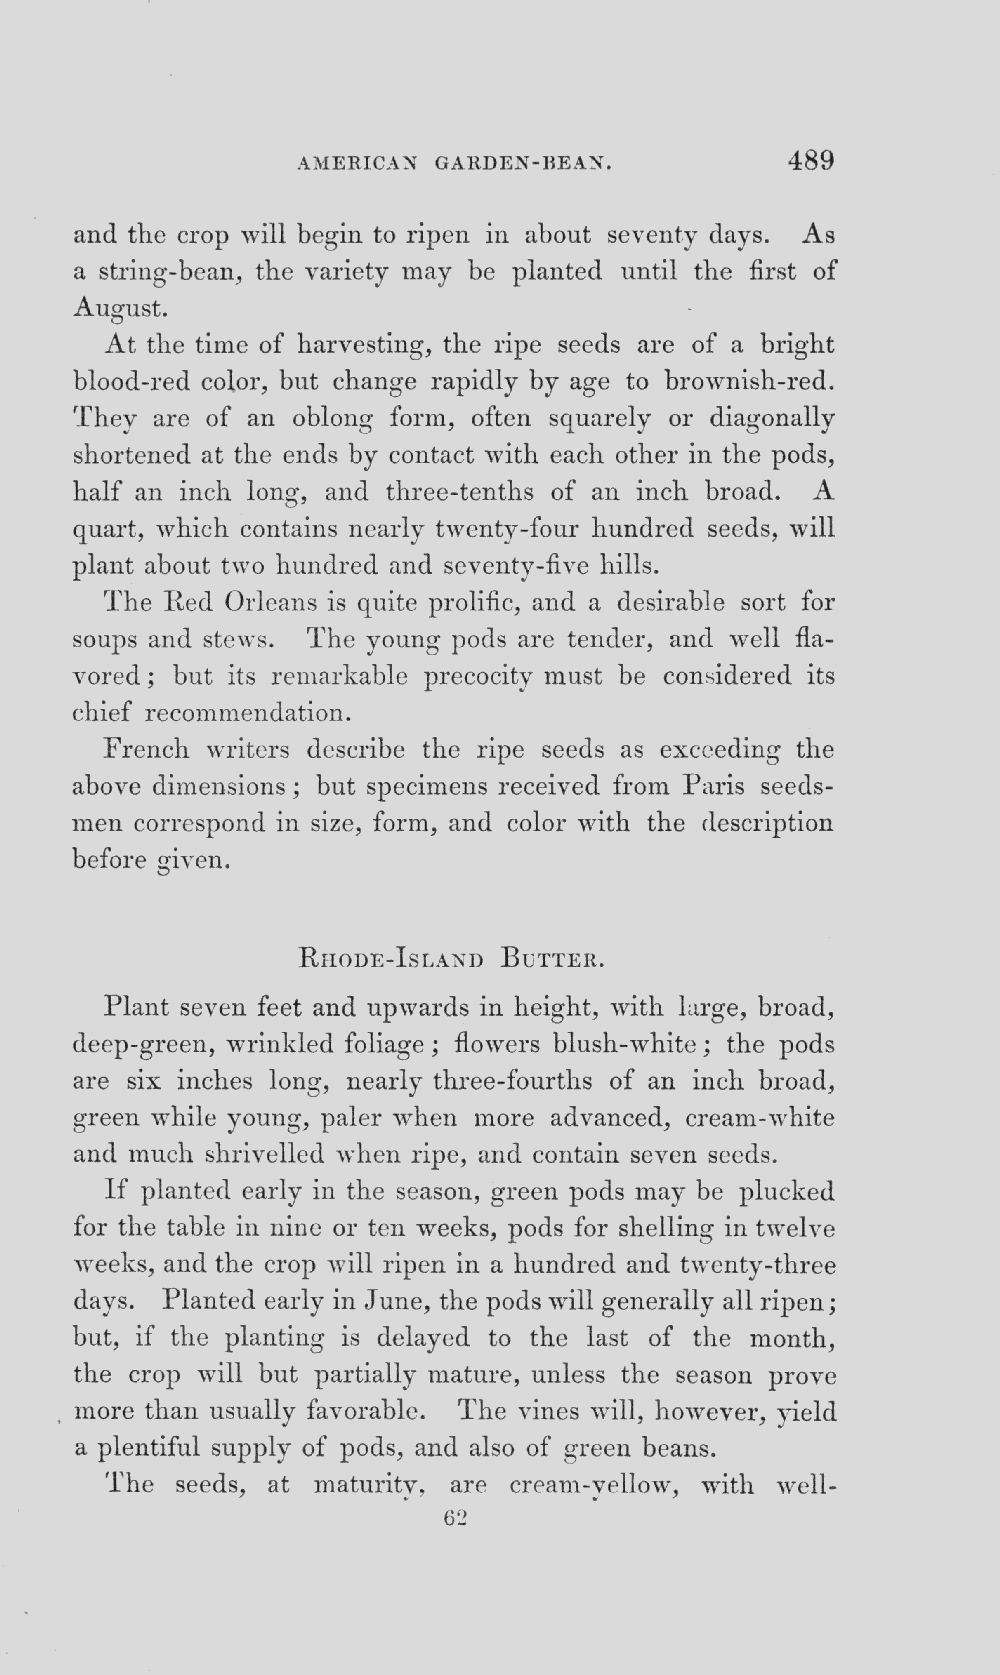 AMERICAN GARDEN-BEAN. 489
and the crop will begin to ripen in about seventy days. As
a string-bean, the variety may be planted until the first of
August.
At the time of harvesting, the ripe seeds are of a bright
blood-red color, but change rapidly by age to brownish-red.
They are of an oblong form, often squarely or diagonally
shortened at the ends by contact with each other in the pods,
half an inch long, and three-tenths of an inch broad. A
quart, which contains nearly twenty-four hundred seeds, will
plant about two hundred and seventy-five hills.
The Red Orleans is quite prolific, and a desirable sort for
soups and stews. The young pods are tender, and well fla-
vored; but its remarkable precocity must be considered its
chief recommendation.
French writers describe the ripe seeds as exceeding the
above dimensions; but specimens received from Paris seeds-
men correspond in size, form, and color with the description
before given.
RHODE-ISLAND BUTTER.
Plant seven feet and upwards in height, with large, broad,
deep-green, wrinkled foliage; flowers blush-white; the pods
are six inches long, nearly three-fourths of an inch broad,
green while young, paler when more advanced, cream-white
and much shrivelled when ripe, and contain seven seeds.
If planted early in the season, green pods may be plucked
for the table in nine or ten weeks, pods for shelling in twelve
weeks, and the crop will ripen in a hundred and twenty-three
days. Planted early in June, the pods will generally all ripen;
but, if the planting is delayed to the last of the month,
the crop will but partially mature, unless the season prove
more than usually favorable. The vines will, however, yield
a plentiful supply of pods, and also of green beans.
The seeds, at maturity, are cream-yellow, with well-
62